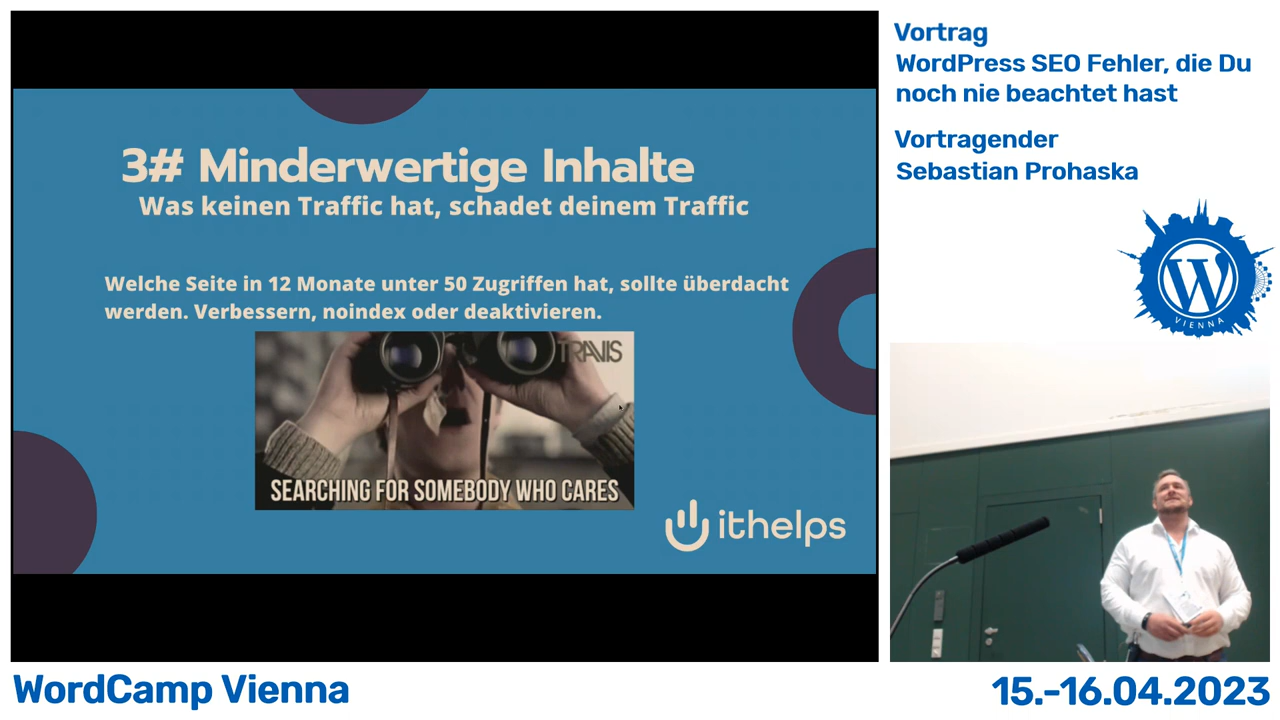 3# Minderwertige Inhalte
Was keinen Traffic hat, schadet deinem Traffic
Welche Seite in 12 Monate unter 50 Zugriffen hat, sollte überdacht
werden. Verbessern, noindex oder deaktivieren.
TRAVIS
SEARCHING FOR SOMEBODY WHO CARES
ithelps
Vortrag
WordPress SEO Fehler, die Du
noch nie beachtet hast
Vortragender
Sebastian Prohaska
W
VIENNA
WordCamp Vienna
15.-16.04.2023